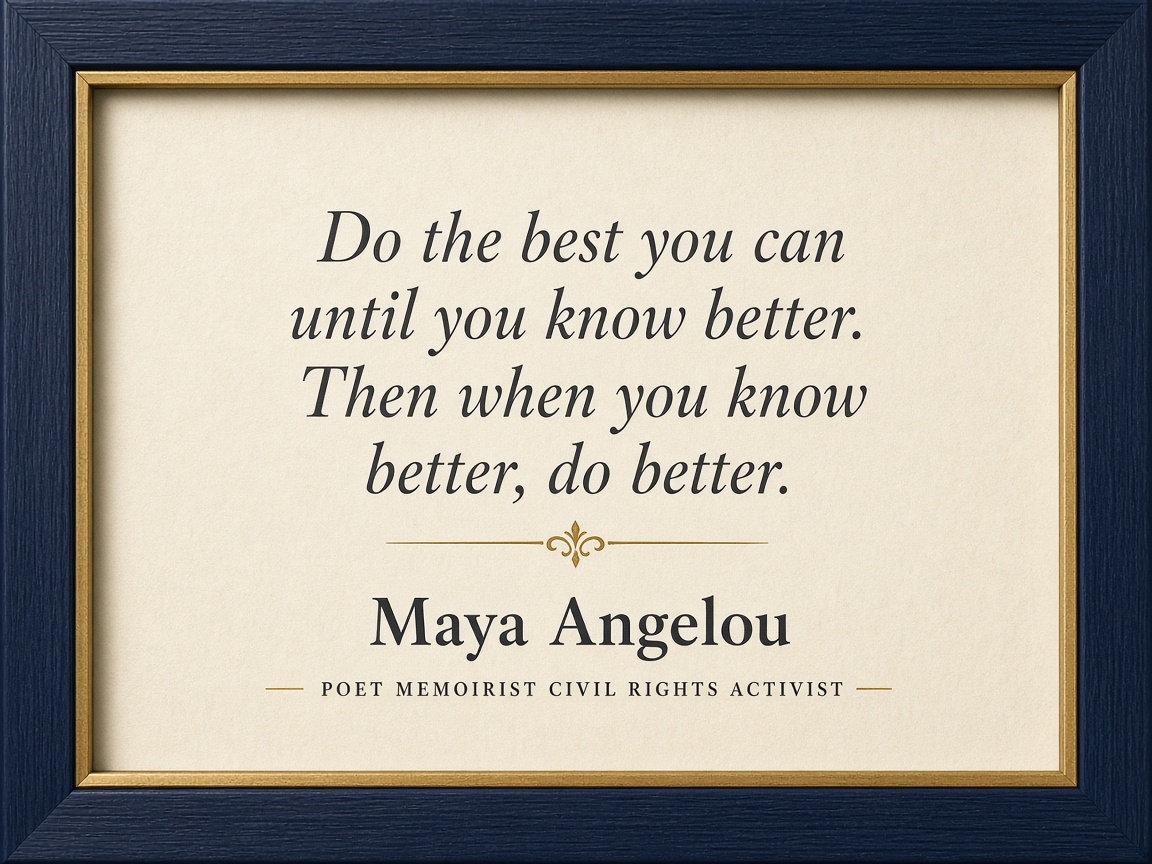 Do the best you can
until you know better.
Then when you know
better, do better.
Maya Angelou
POET MEMOIRIST CIVIL RIGHTS ACTIVIST